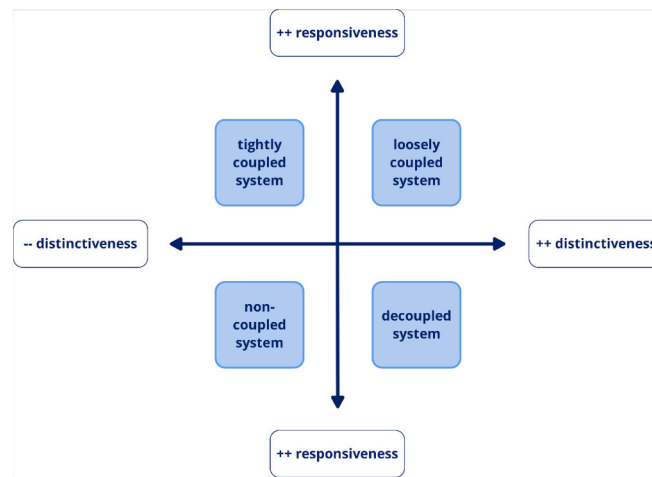 ++ responsiveness
tightly
coupled
system
loosely
coupled
system
-- distinctiveness
++ distinctiveness
non-
coupled
system
decoupled
system
++ responsiveness